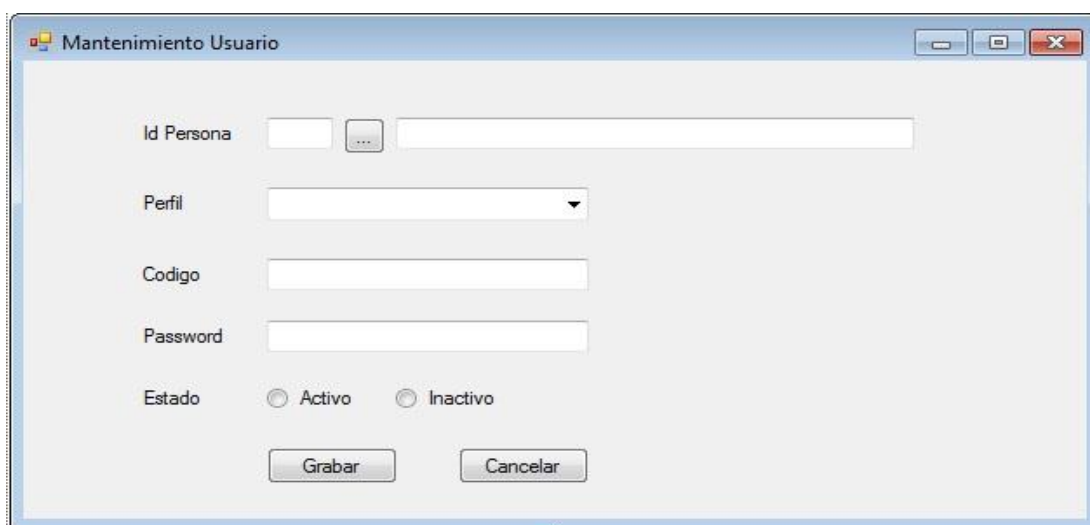 Mantenimiento Usuario
Id Persona ...
Perfil
Codigo
Password
Estado Activo Inactivo
Grabar Cancelar